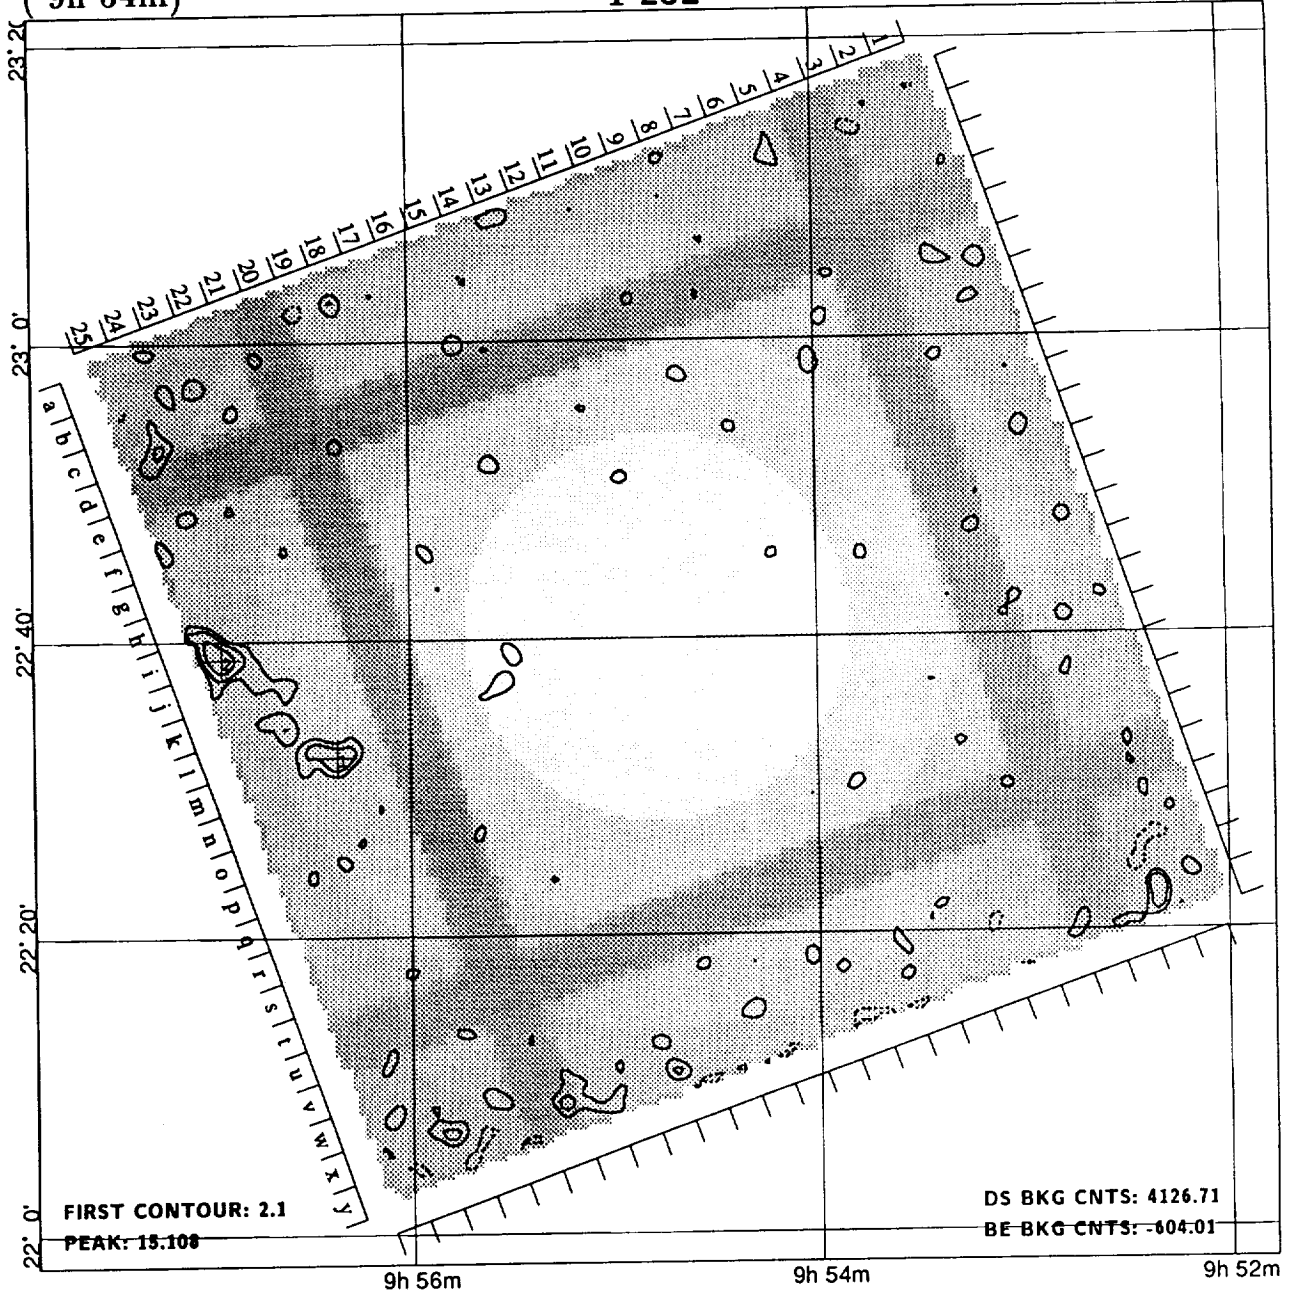 1 2 3 4 5 6 7 8 9 10 11 12 13 14 15 16 17 18 19 20 21 22 23 24 25
23° 0'
a b c d e f g h i j k l m n o p q r s t u v w x y
22° 40'
22° 20'
22° 0'
FIRST CONTOUR: 2.1
PEAK: 15.108
DS BKG CNTS: 4126.71
BE BKG CNTS: -604.01
9h 56m
9h 54m
9h 52m